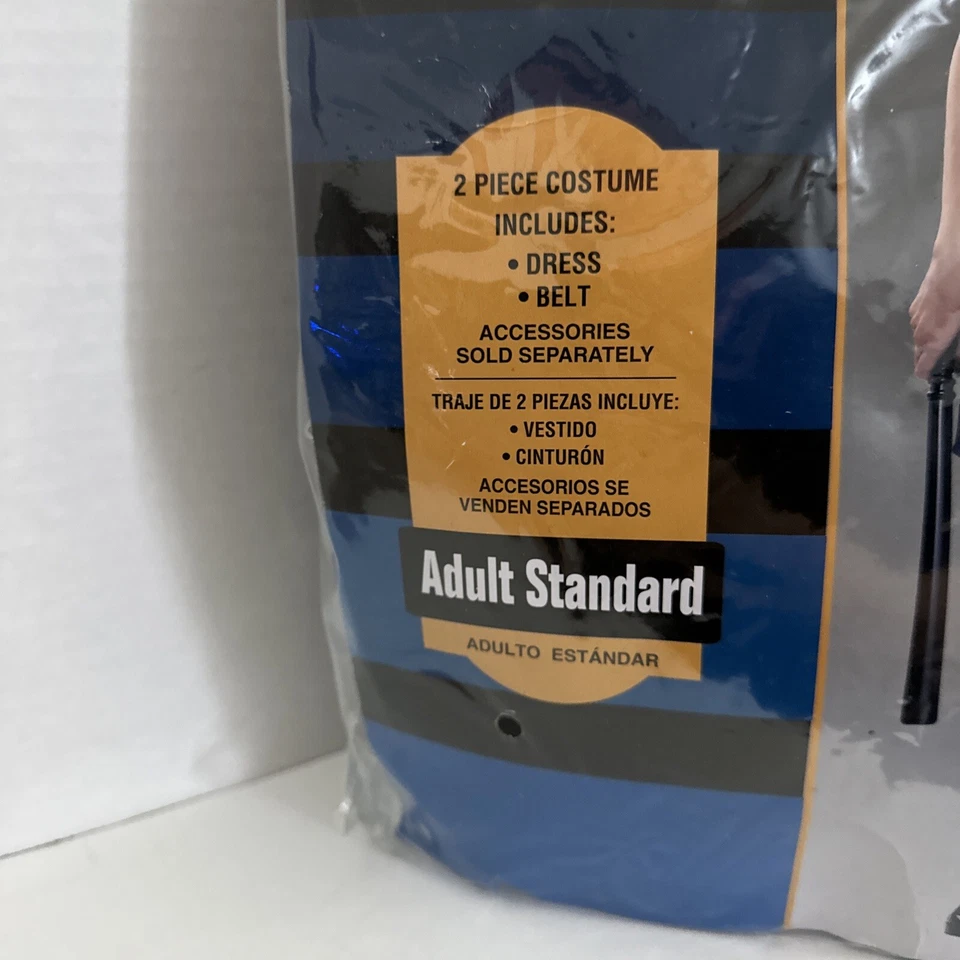 2 PIECE COSTUME
INCLUDES:
• DRESS
• BELT
ACCESSORIES
SOLD SEPARATELY
TRAJE DE 2 PIEZAS INCLUYE:
• VESTIDO
• CINTURÓN
ACCESORIOS SE
VENDEN SEPARADOS
Adult Standard
ADULTO ESTÁNDAR